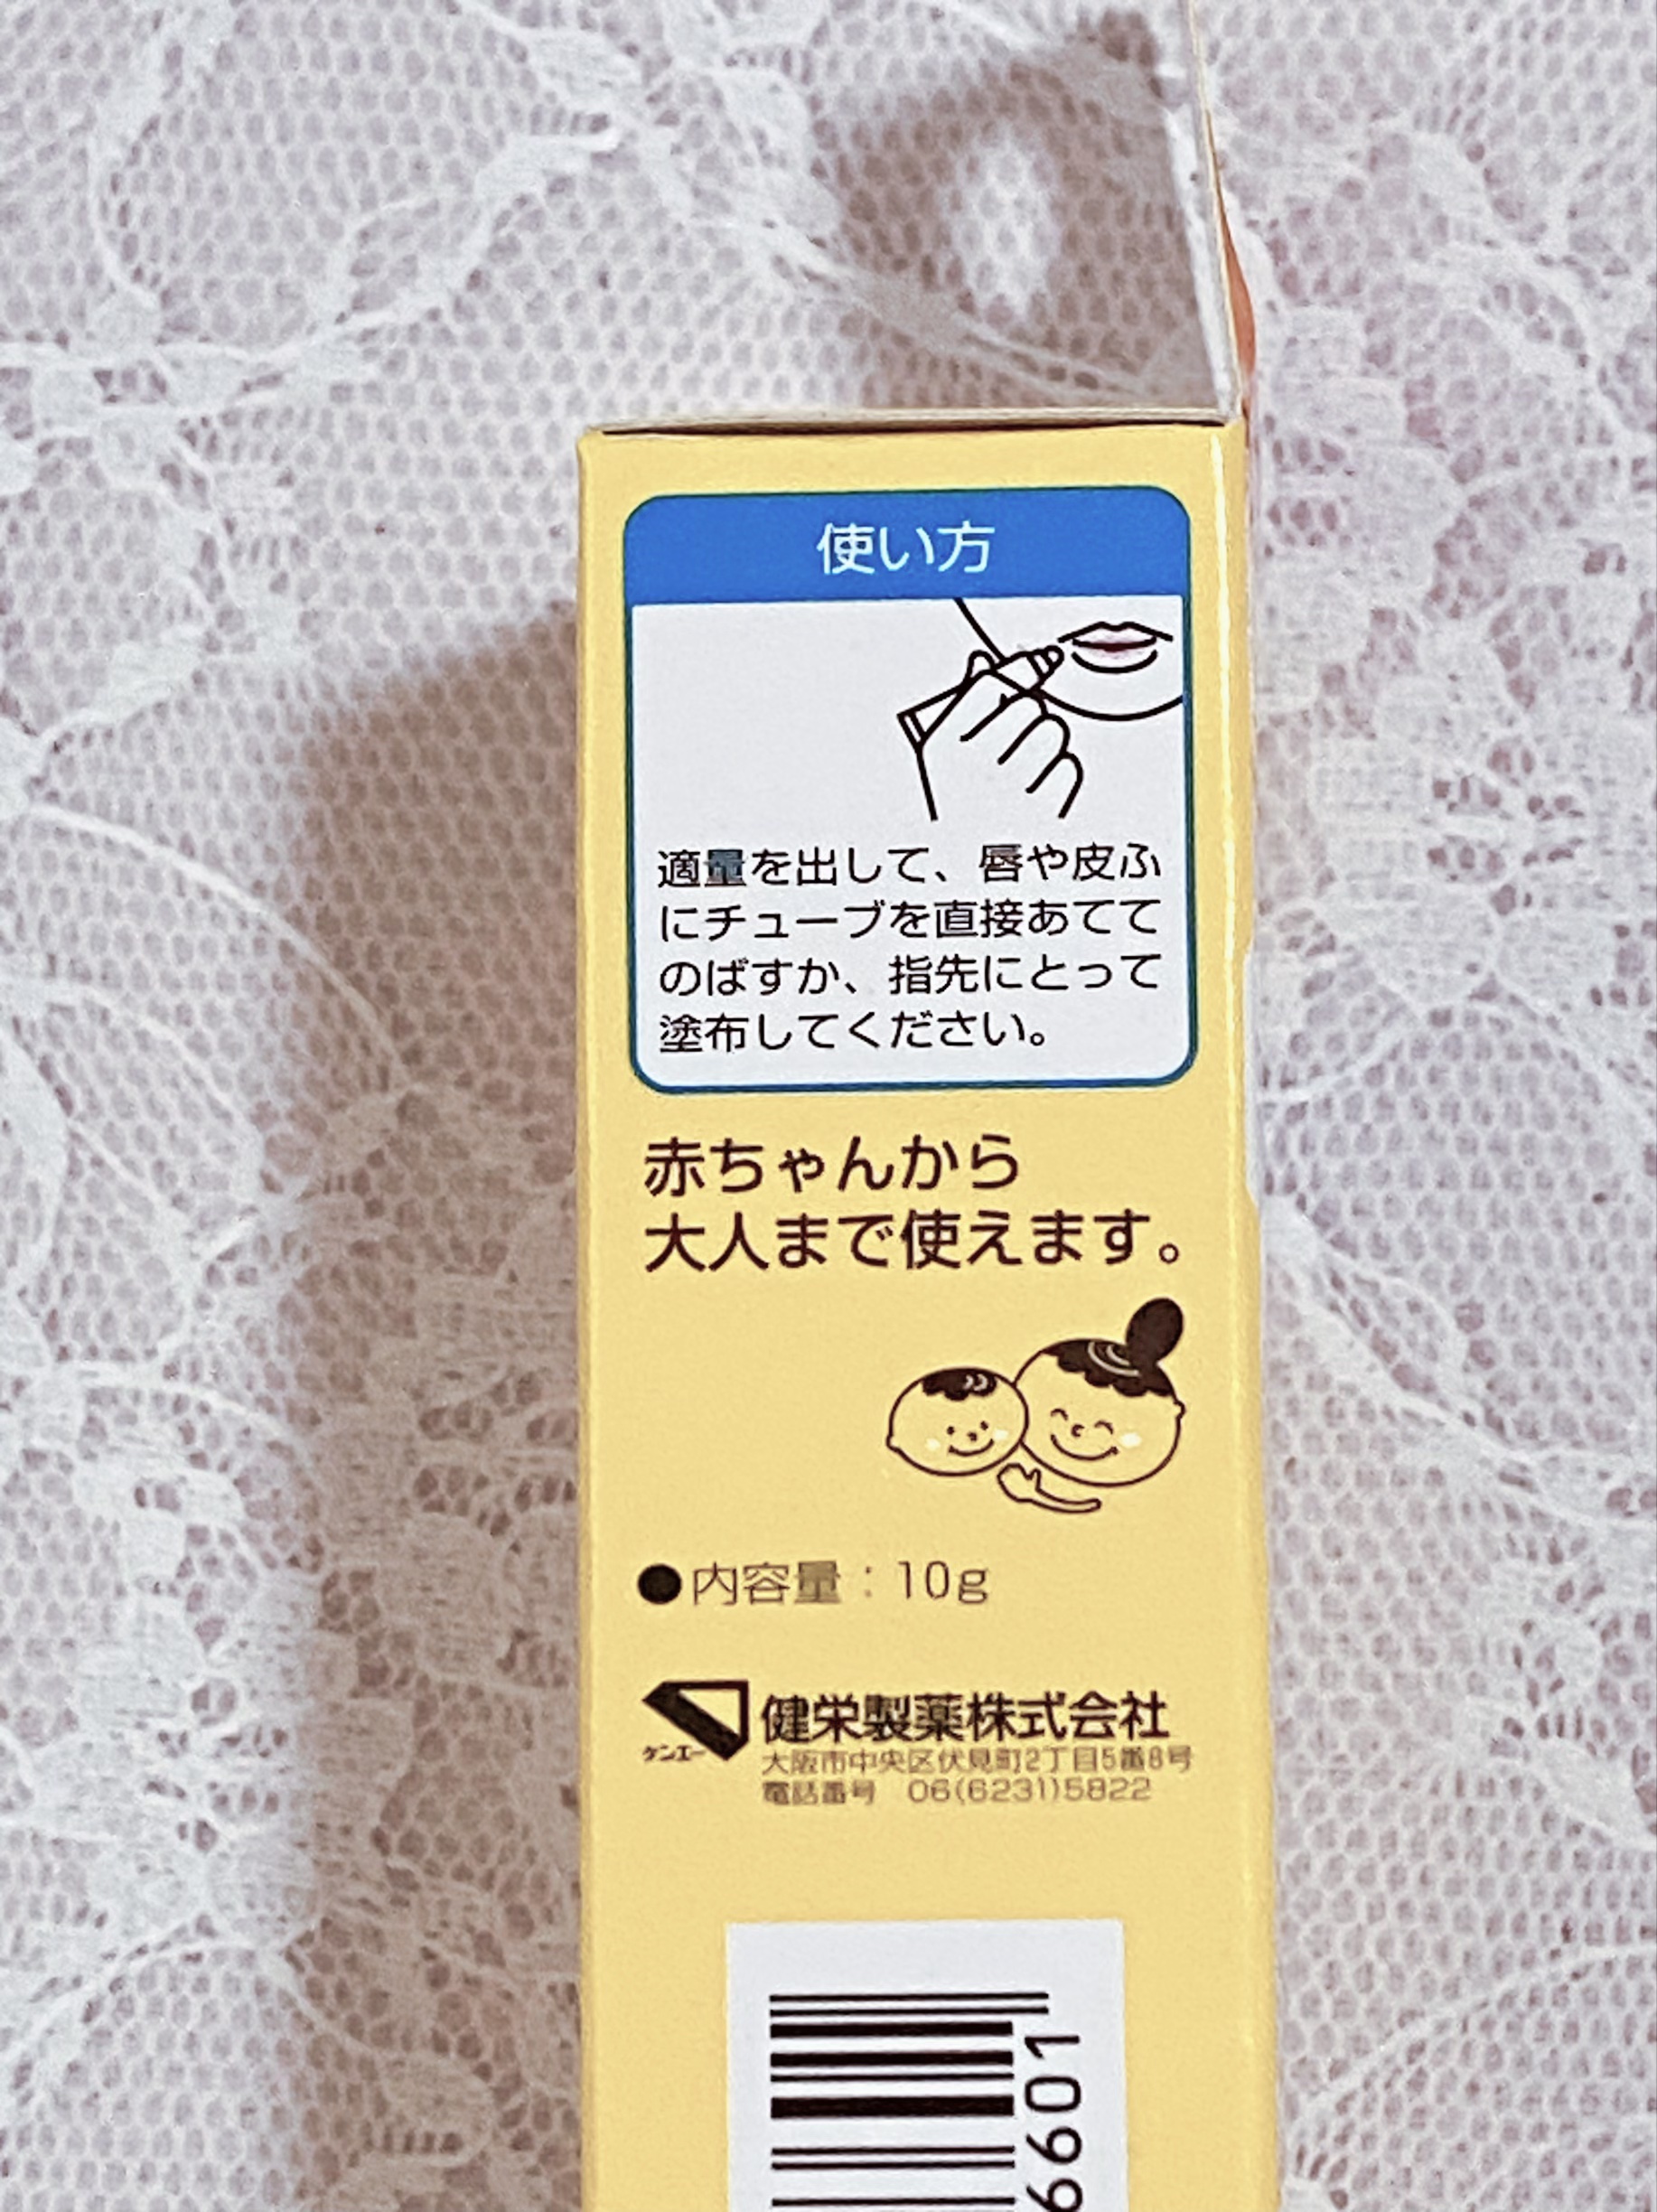 使い方
適量を出して、唇や皮ふ
にチューブを直接あてて
のばすか、指先にとって
塗布してください。
赤ちゃんから
大人まで使えます。
●内容量：10g
健栄製薬株式会社
ケンエー
大阪市中央区伏見町2丁目5番8号
電話番号 06(6231)5822
6601